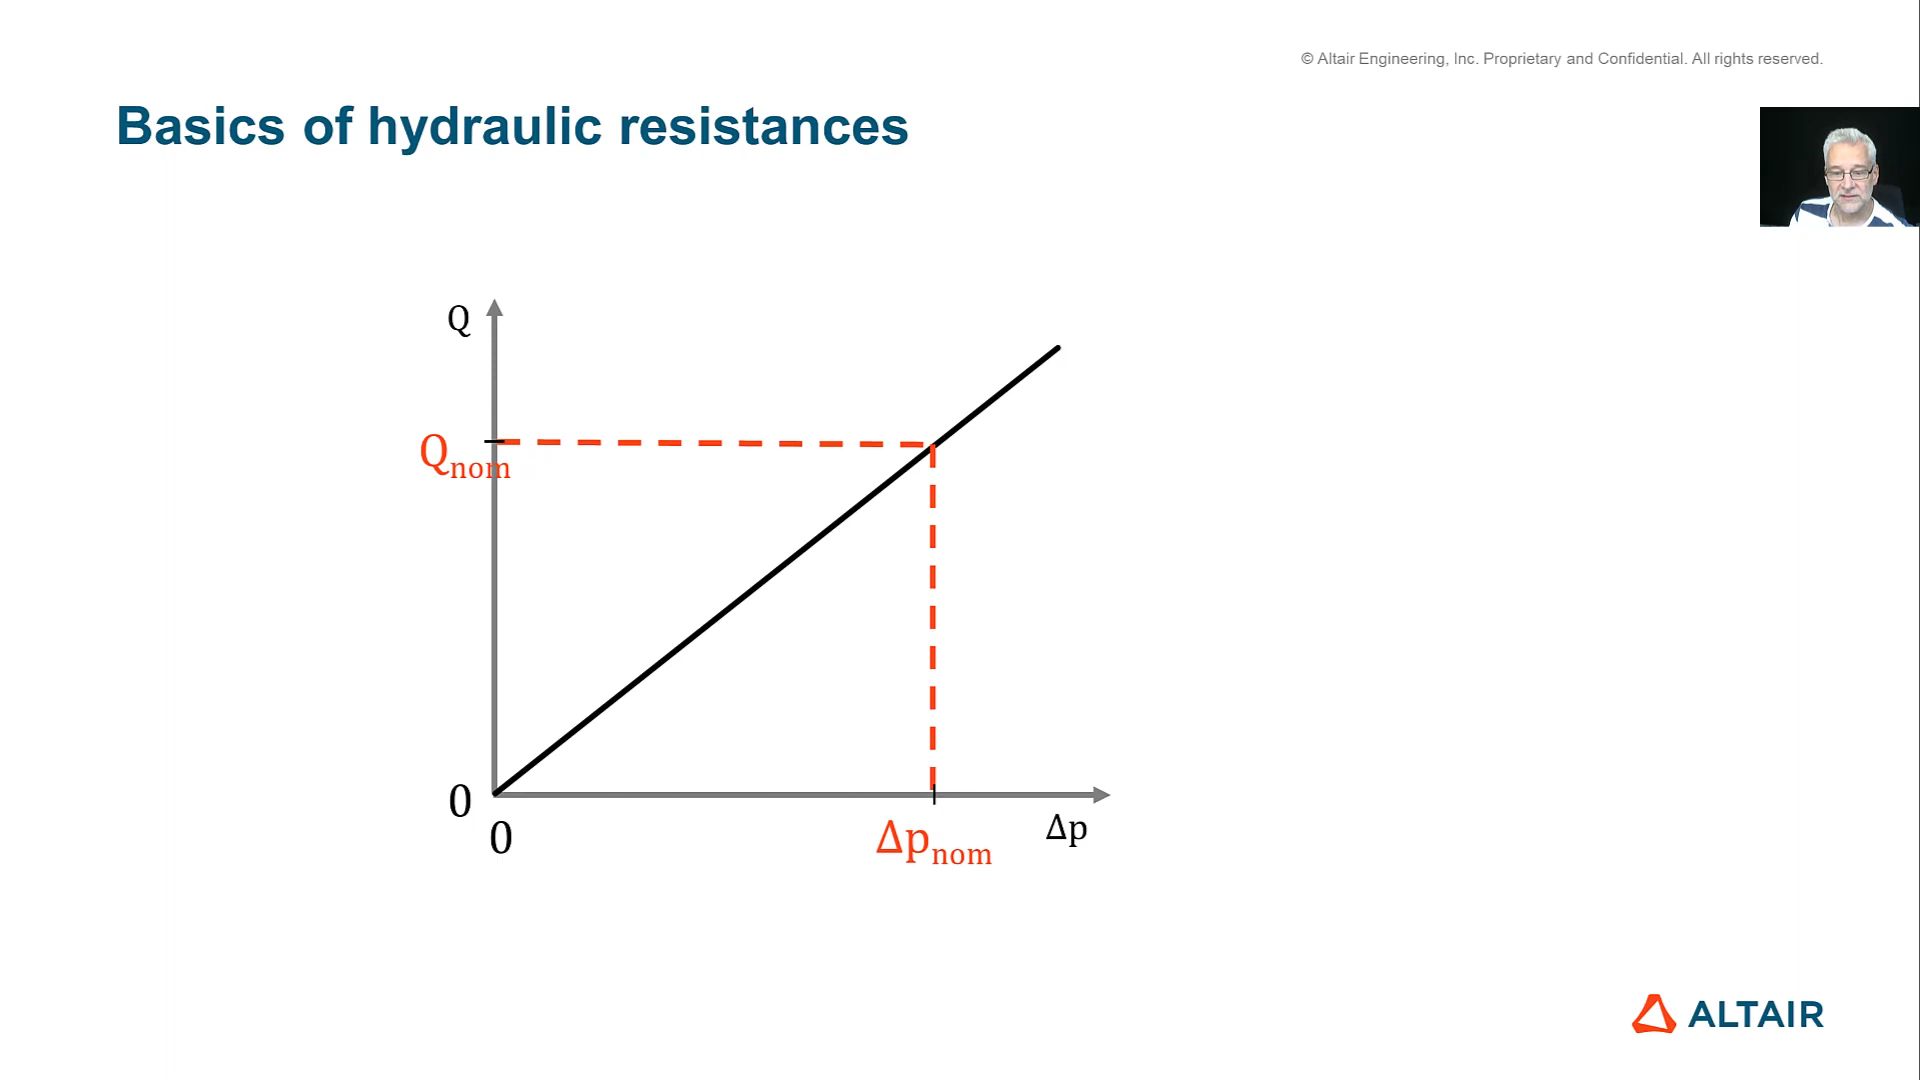 © Altair Engineering, Inc. Proprietary and Confidential. All rights reserved.
Basics of hydraulic resistances
Q
Qnom
0
0
Δpnom
Δp
ALTAIR